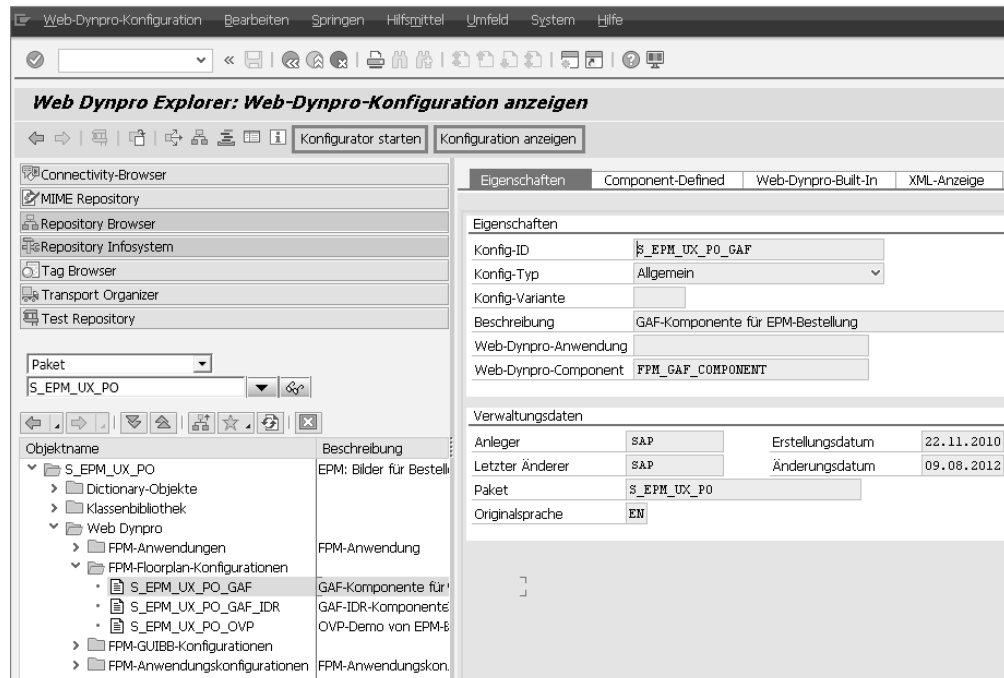 Web-Dynpro-Konfiguration Bearbeiten Springen Hilfsmittel Umfeld System Hilfe
Web Dynpro Explorer: Web-Dynpro-Konfiguration anzeigen
Konfigurator starten Konfiguration anzeigen
Connectivity-Browser
MIME Repository
Repository Browser
Repository Infosystem
Tag Browser
Transport Organizer
Test Repository
Paket
S_EPM_UX_PO
Objektname Beschreibung
S_EPM_UX_PO EPM: Bilder für Bestell
Dictionary-Objekte
Klassenbibliothek
Web Dynpro
FPM-Anwendungen FPM-Anwendung
FPM-Floorplan-Konfigurationen
S_EPM_UX_PO_GAF GAF-Komponente für
S_EPM_UX_PO_GAF_IDR GAF-IDR-Komponente
S_EPM_UX_PO_OVP OVP-Demo von EPM-B
FPM-GUIBB-Konfigurationen
FPM-Anwendungskonfigurationen FPM-Anwendungskon.
Eigenschaften Component-Defined Web-Dynpro-Built-In XML-Anzeige
Eigenschaften
Konfig-ID S_EPM_UX_PO_GAF
Konfig-Typ Allgemein
Konfig-Variante
Beschreibung GAF-Komponente für EPM-Bestellung
Web-Dynpro-Anwendung
Web-Dynpro-Component FPM_GAF_COMPONENT
Verwaltungsdaten
Anleger SAP Erstellungsdatum 22.11.2010
Letzter Änderer SAP Änderungsdatum 09.08.2012
Paket S_EPM_UX_PO
Originalsprache EN